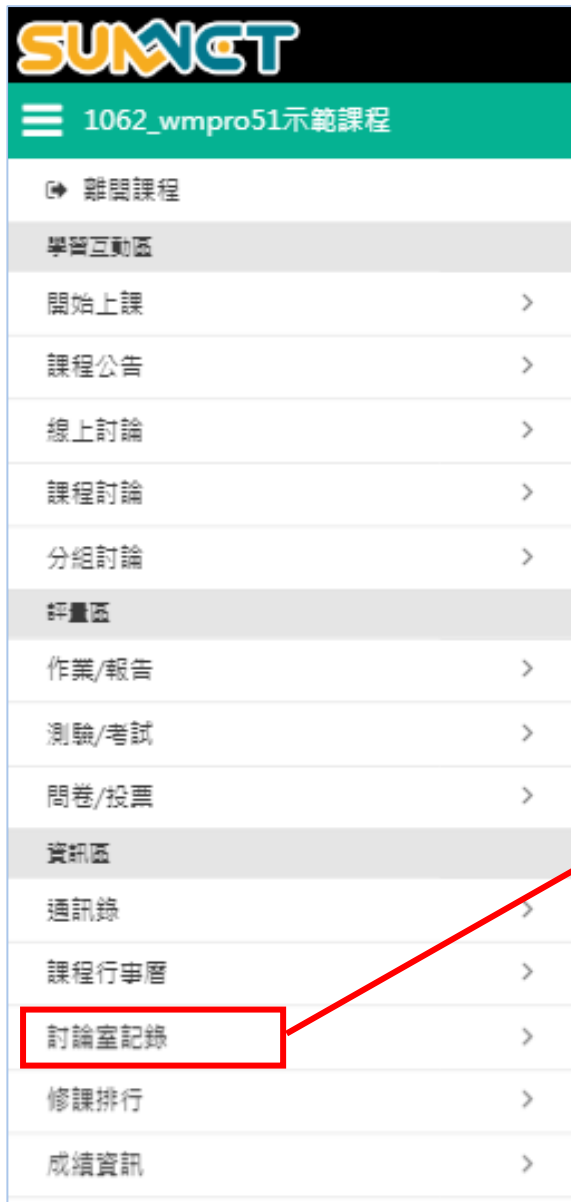 SUNNET
1062_wmpro51示範課程
離開課程
學習互動區
開始上課
課程公告
線上討論
課程討論
分組討論
評量區
作業/報告
測驗/考試
問卷/投票
資訊區
通訊錄
課程行事曆
討論室記錄
修課排行
成績資訊